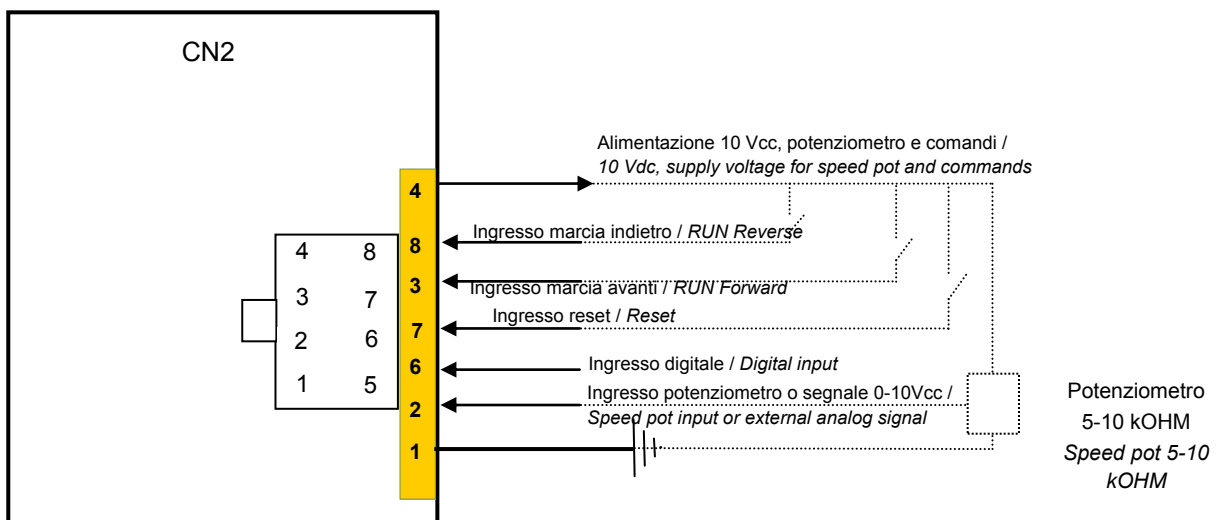 CN2
Alimentazione 10 Vcc, potenziometro e comandi /
10 Vdc, supply voltage for speed pot and commands
4
Ingresso marcia indietro / RUN Reverse
8
3
Ingresso marcia avanti / RUN Forward
Ingresso reset / Reset
7
Ingresso digitale / Digital input
6
Ingresso potenziometro o segnale 0-10Vcc /
2
Speed pot input or external analog signal
1
4 8
3 7
2 6
1 5
Potenziometro
5-10 kOHM
Speed pot 5-10
kOHM